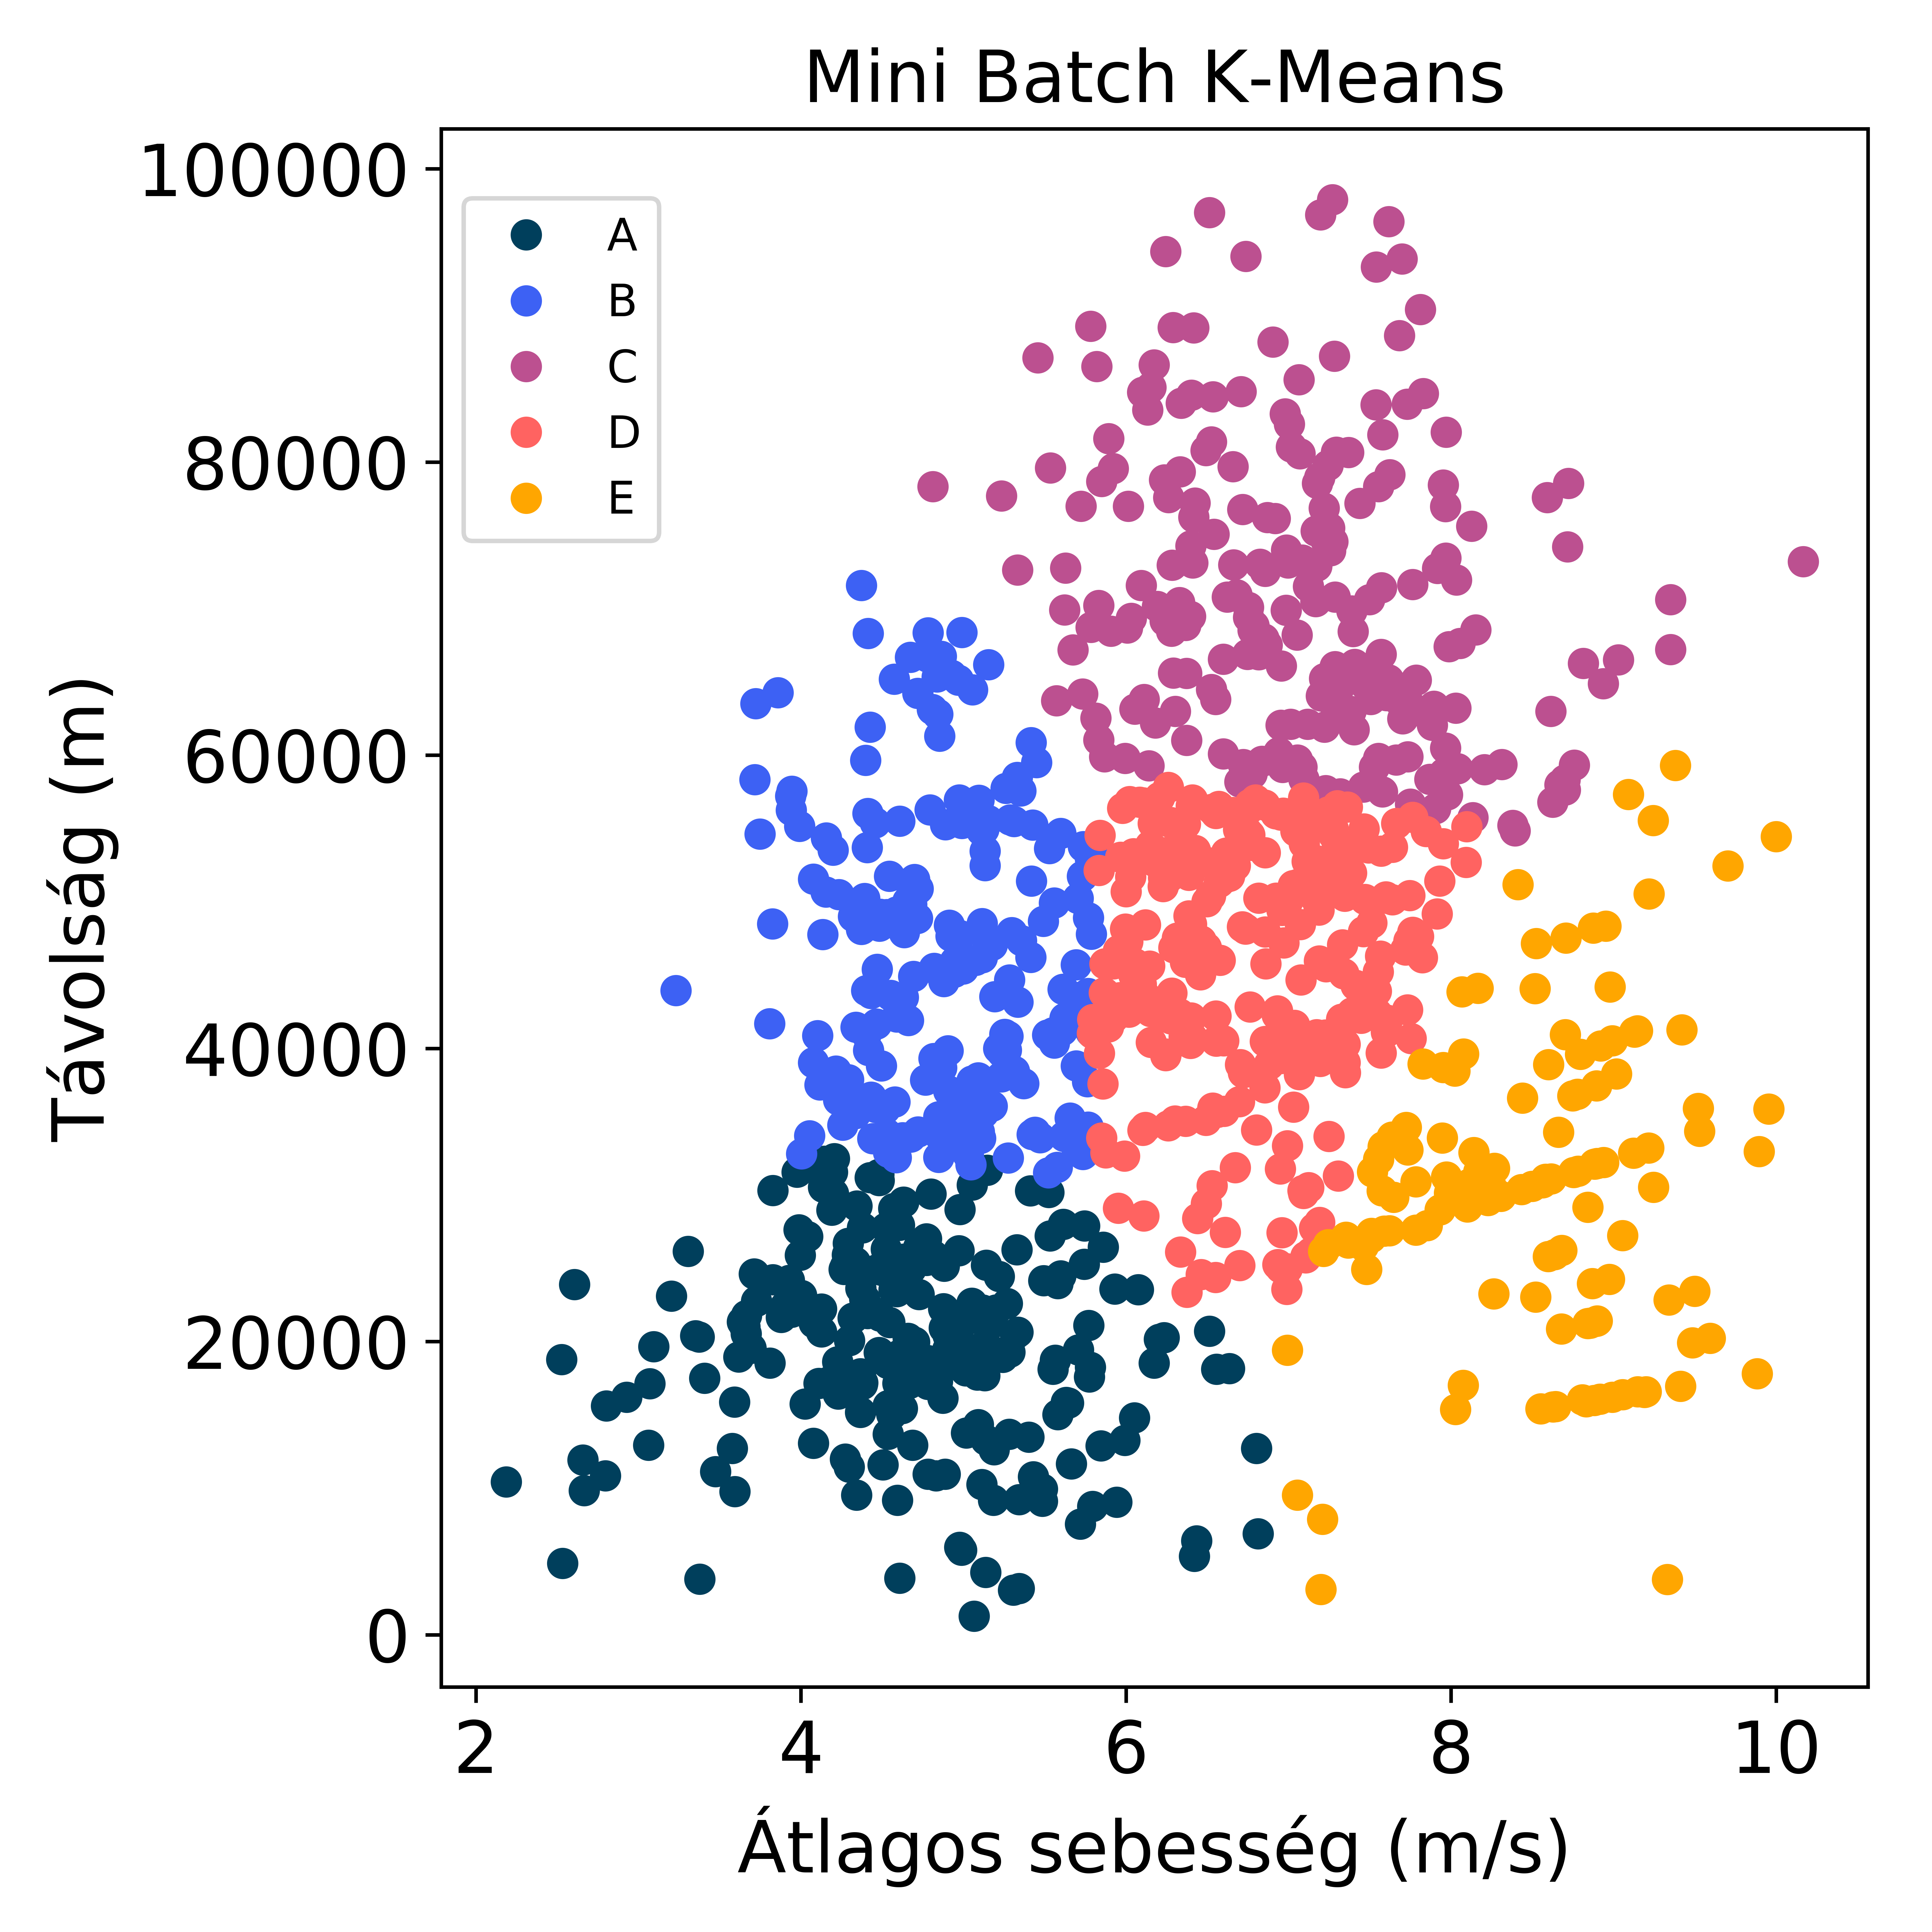 Mini Batch K-Means
100000
80000
60000
40000
20000
0
Távolság (m)
A
B
C
D
E
2 4 6 8 10
Átlagos sebesség (m/s)